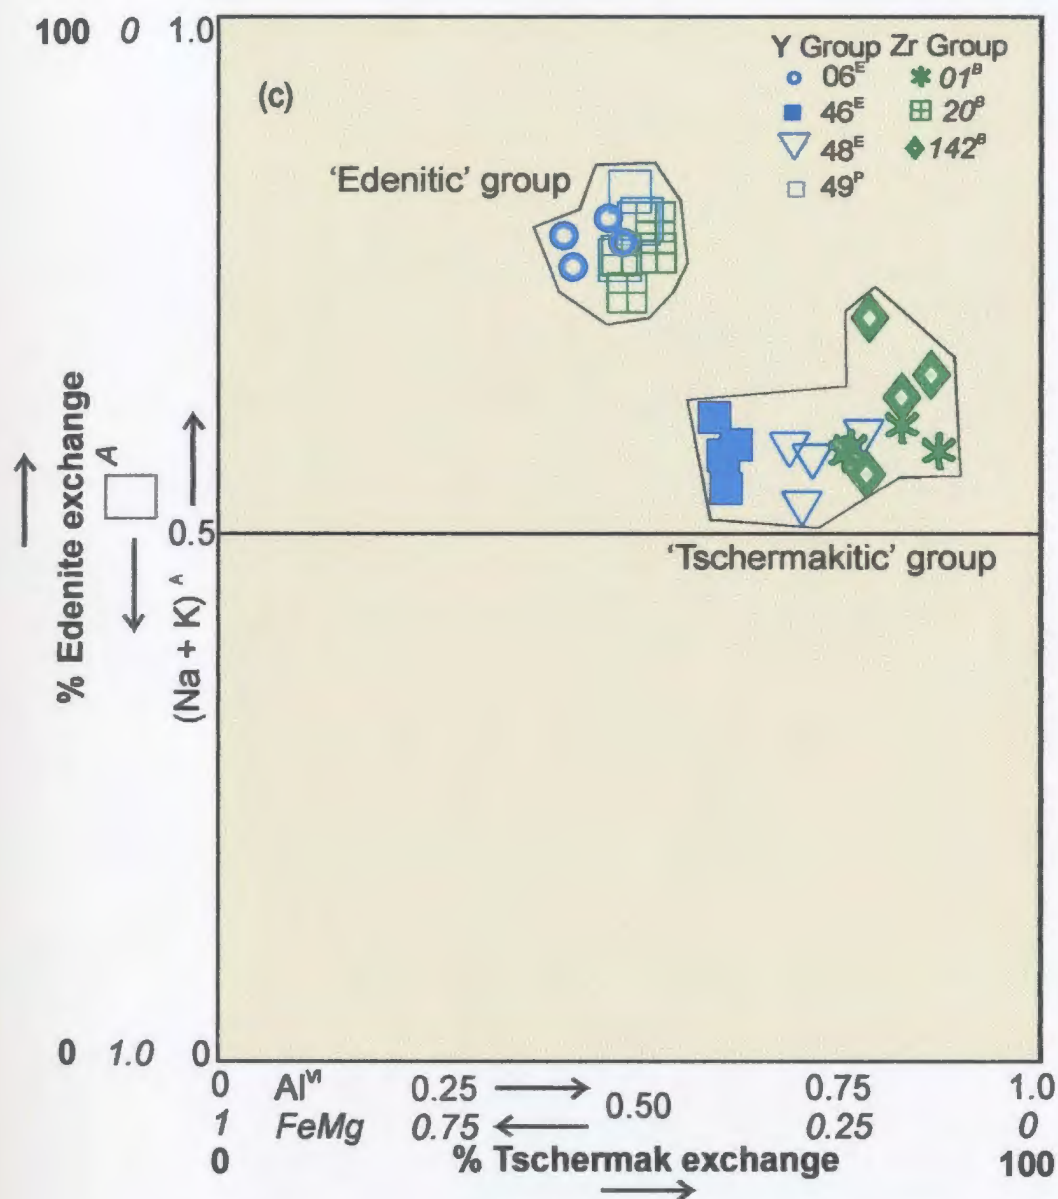 100 0 1.0
(c)
Y Group Zr Group
06ᴱ 01ᴮ
46ᴱ 20ᴮ
48ᴱ 142ᴮ
49ᴾ
'Edenitic' group
'Tschermakitic' group
% Edenite exchange
A
(Na + K) ᴬ
0.5
0 1.0 0
0 Alⱽᴵ 0.25 0.50 0.75 1.0
1 FeMg 0.75 0.25 0
0 % Tschermak exchange 100